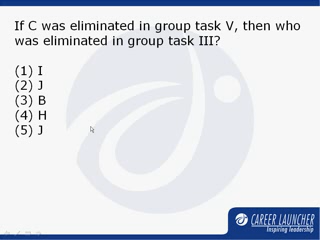 If C was eliminated in group task V, then who
was eliminated in group task III?
(1) I
(2) J
(3) B
(4) H
(5) J
CAREER LAUNCHER
Inspiring leadership